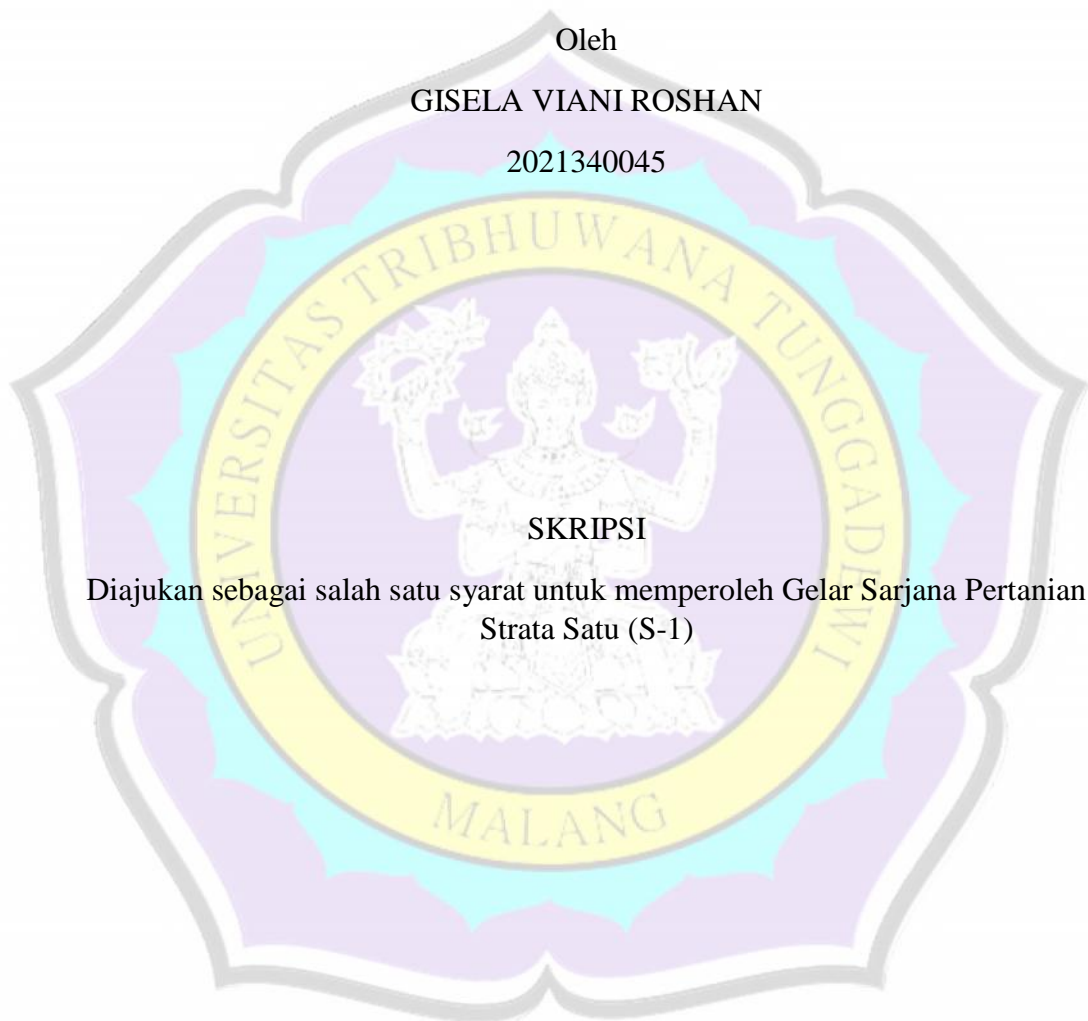 Oleh
GISELA VIANI ROSHAN
2021340045
UNIVERSITAS TRIBHUWANA TUNGGADHWI
SKRIPSI
Diajukan sebagai salah satu syarat untuk memperoleh Gelar Sarjana Pertanian
Strata Satu (S-1)
MALANG